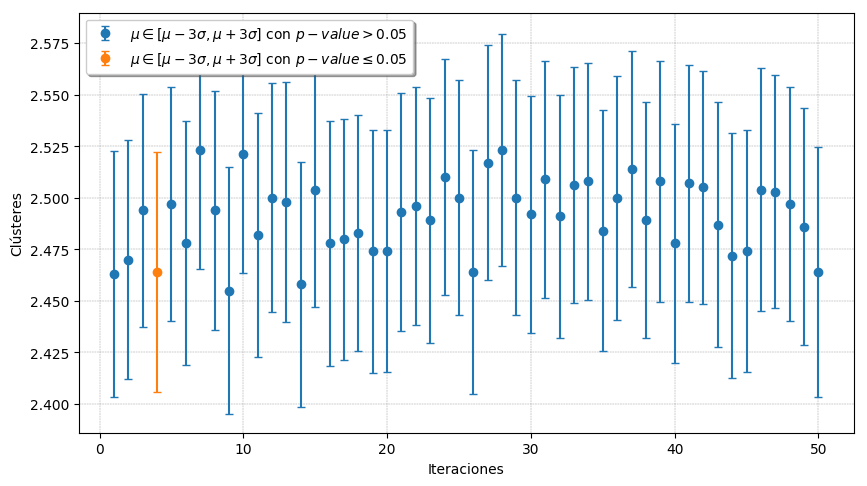 μ ∈ [μ − 3σ, μ + 3σ] con p − value > 0.05
μ ∈ [μ − 3σ, μ + 3σ] con p − value ≤ 0.05
2.575
2.550
2.525
2.500
2.475
2.450
2.425
2.400
Clústeres
0 10 20 30 40 50
Iteraciones